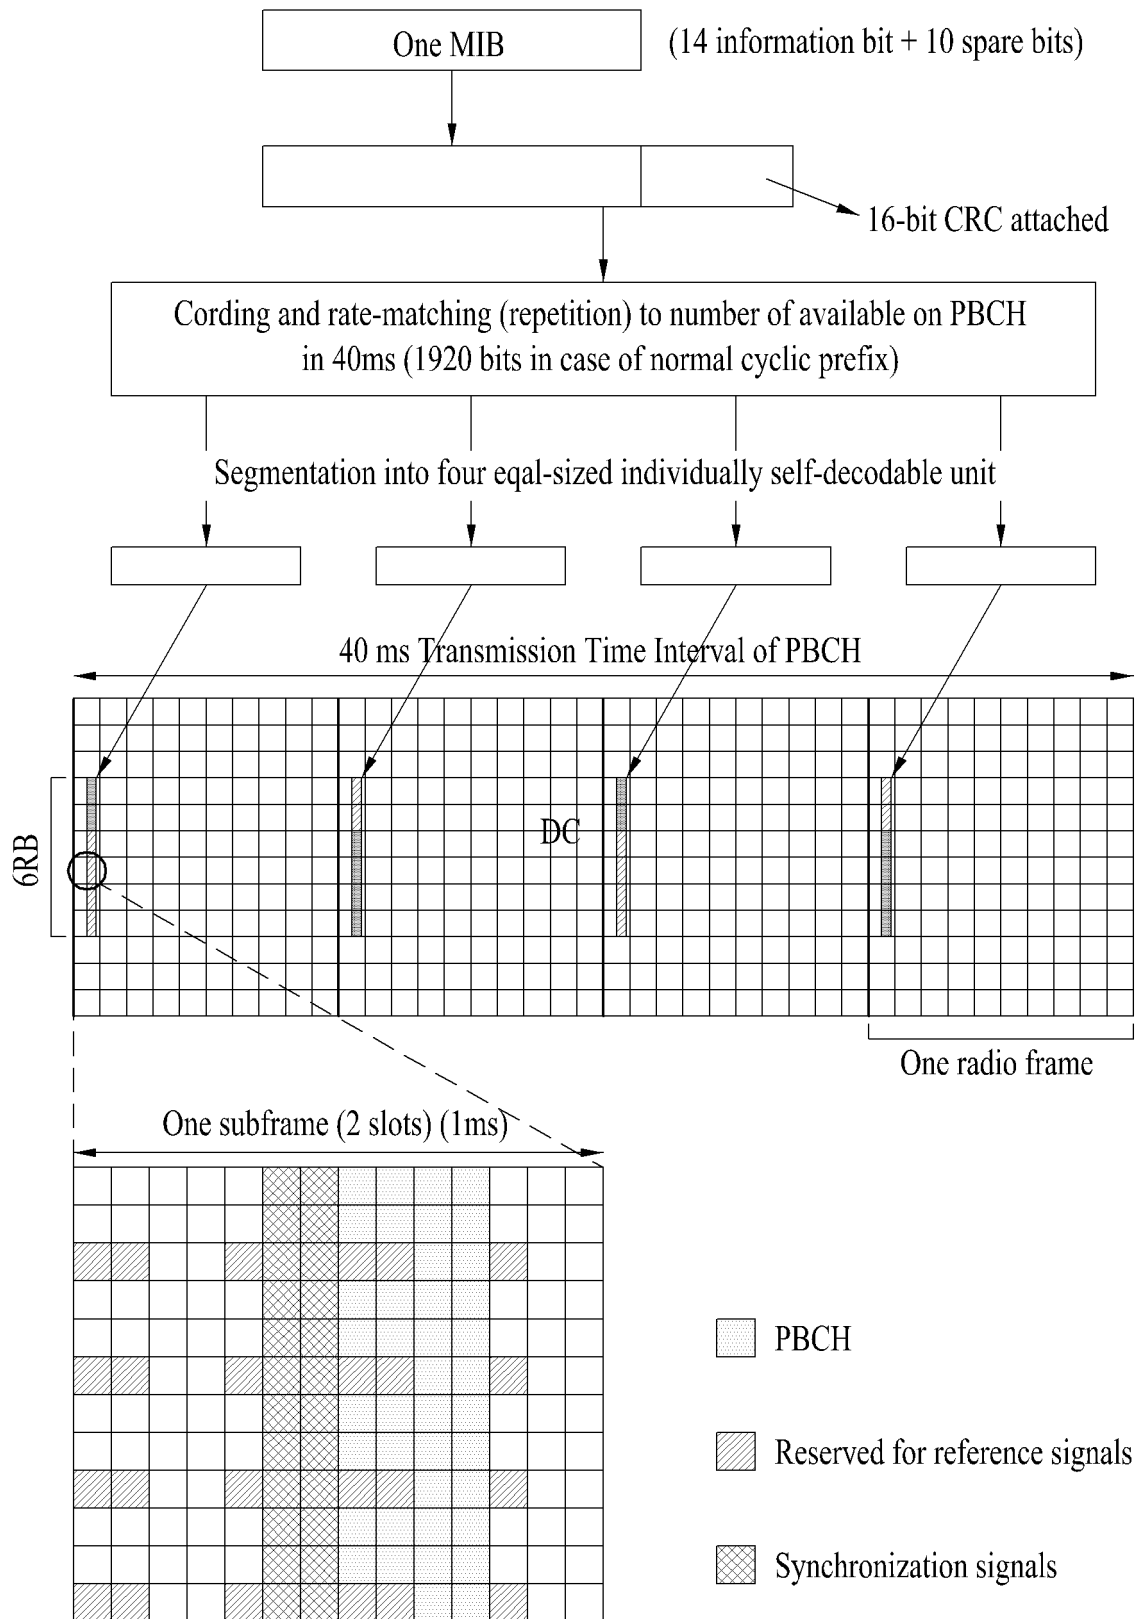 One MIB
(14 information bit + 10 spare bits)
16-bit CRC attached
Cording and rate-matching (repetition) to number of available on PBCH
in 40ms (1920 bits in case of normal cyclic prefix)
Segmentation into four eqal-sized individually self-decodable unit
40 ms Transmission Time Interval of PBCH
6RB
DC
One radio frame
One subframe (2 slots) (1ms)
PBCH
Reserved for reference signals
Synchronization signals